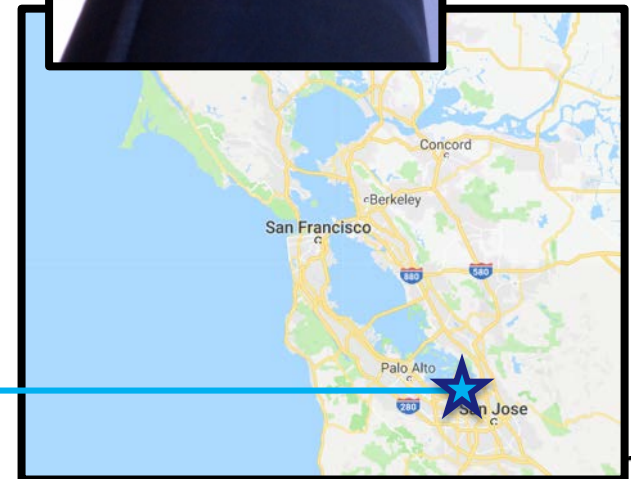 Concord
Berkeley
San Francisco
880
580
Palo Alto
280
San Jose